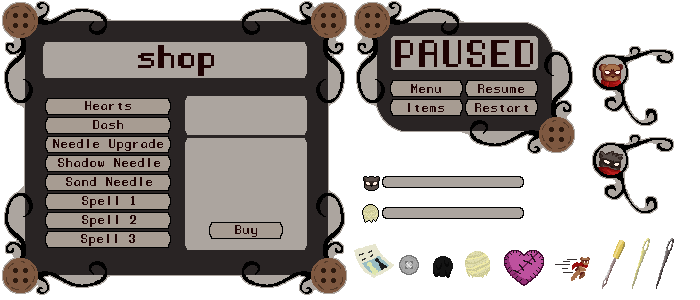 shop
Hearts
Dash
Needle Upgrade
Shadow Needle
Sand Needle
Spell 1
Spell 2
Spell 3
Buy
PAUSED
Menu Resume
Items Restart